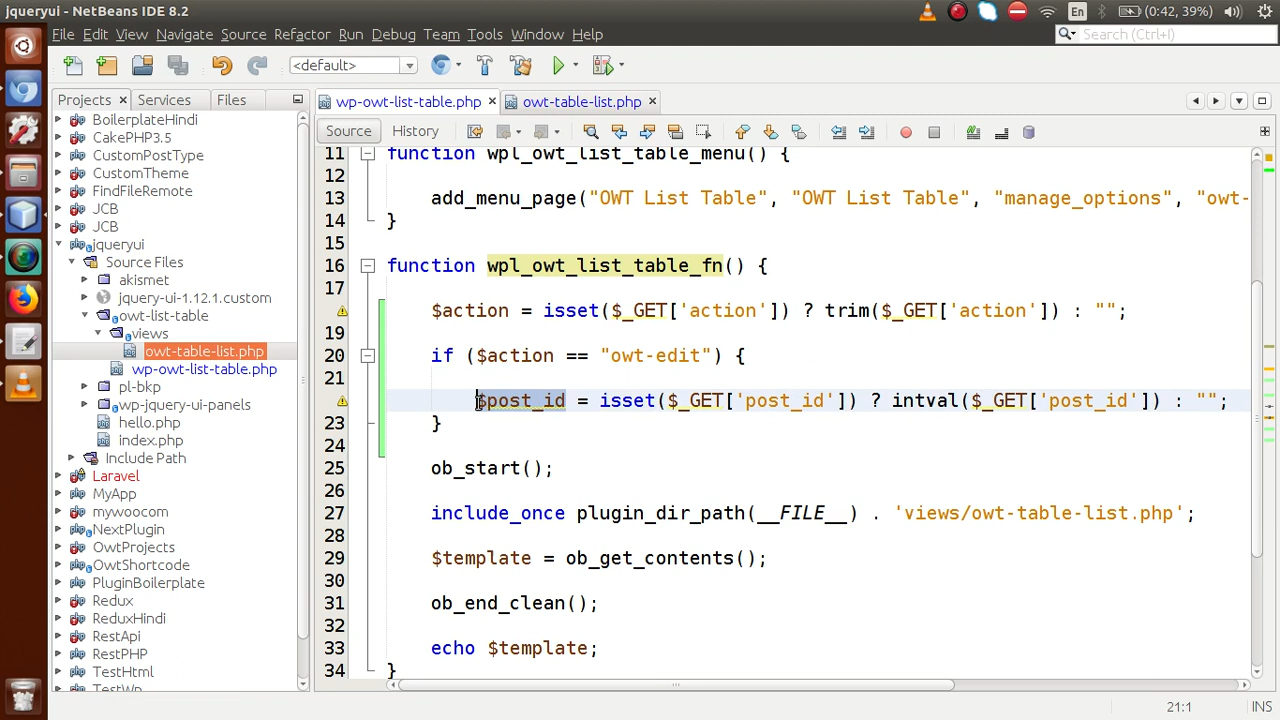 jqueryui - NetBeans IDE 8.2
En
(0:42, 39%)
File Edit View Navigate Source Refactor Run Debug Team Tools Window Help
Search (Ctrl+I)
<default>
Projects Services Files
wp-owt-list-table.php owt-table-list.php
Source History
BoilerplateHindi
CakePHP3.5
CustomPostType
CustomTheme
FindFileRemote
JCB
JCB
jqueryui
Source Files
akismet
jquery-ui-1.12.1.custom
owt-list-table
views
owt-table-list.php
wp-owt-list-table.php
pl-bkp
wp-jquery-ui-panels
hello.php
index.php
Include Path
Laravel
MyApp
mywoocom
NextPlugin
OwtProjects
OwtShortcode
PluginBoilerplate
Redux
ReduxHindi
RestApi
RestPHP
TestHtml
TestWp
11 function wpl_owt_list_table_menu() {
12
13 add_menu_page("OWT List Table", "OWT List Table", "manage_options", "owt-
14 }
15
16 function wpl_owt_list_table_fn() {
17
$action = isset($_GET['action']) ? trim($_GET['action']) : "";
19
20 if ($action == "owt-edit") {
21
$post_id = isset($_GET['post_id']) ? intval($_GET['post_id']) : "";
23 }
24
25 ob_start();
26
27 include_once plugin_dir_path(__FILE__) . 'views/owt-table-list.php';
28
29 $template = ob_get_contents();
30
31 ob_end_clean();
32
33 echo $template;
34 }
21:1 INS